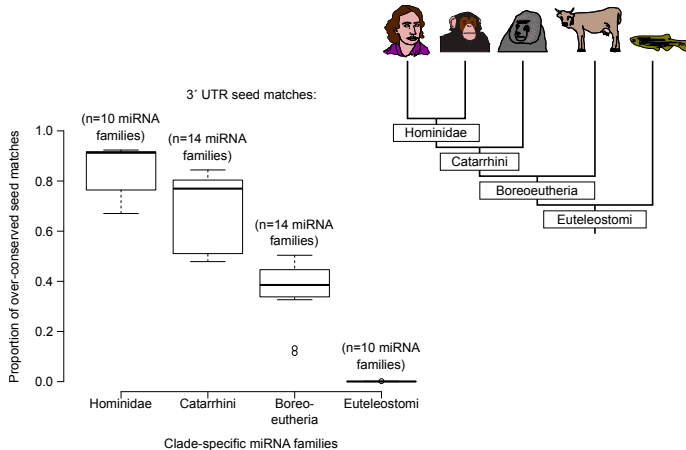 3´ UTR seed matches:
(n=10 miRNA
families)
(n=14 miRNA
families)
(n=14 miRNA
families)
(n=10 miRNA
families)
Proportion of over-conserved seed matches
1.0
0.8
0.6
0.4
0.2
0.0
Hominidae
Catarrhini
Boreo-
eutheria
Euteleostomi
Clade-specific miRNA families
Hominidae
Catarrhini
Boreoeutheria
Euteleostomi